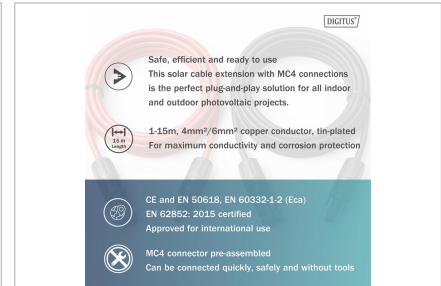 DIGITUS®
Safe, efficient and ready to use
This solar cable extension with MC4 connections
is the perfect plug-and-play solution for all indoor
and outdoor photovoltaic projects.
15 m
Length
1-15m, 4mm²/6mm² copper conductor, tin-plated
For maximum conductivity and corrosion protection
CE and EN 50618, EN 60332-1-2 (Eca)
EN 62852: 2015 certified
Approved for international use
MC4 connector pre-assembled
Can be connected quickly, safely and without tools